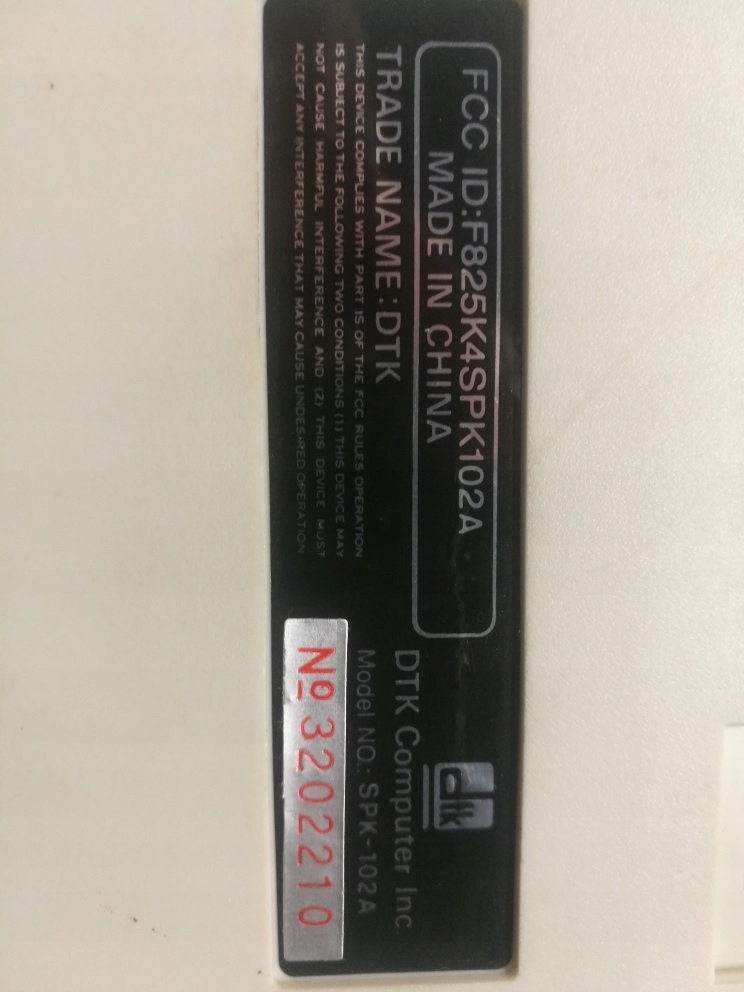 FCC ID:F825K4SPK102A
MADE IN CHINA
TRADE NAME:DTK
THIS DEVICE COMPLIES WITH PART IS OF THE FCC RULES OPERATION
IS SUBJECT TO THE FOLLOWING TWO CONDITIONS (1) THIS DEVICE MAY
NOT CAUSE HARMFUL INTERFERENCE AND (2) THIS DEVICE MUST
ACCEPT ANY INTERFERENCE THAT MAY CAUSE UNDESIRED OPERATION
dtk
DTK Computer Inc.
Model NO.: SPK-102A
№ 3202210